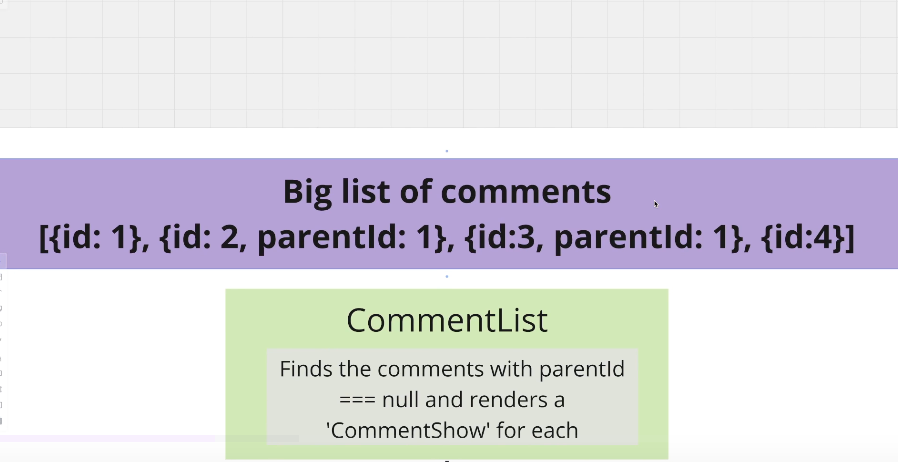 Big list of comments
[{id: 1}, {id: 2, parentId: 1}, {id:3, parentId: 1}, {id:4}]
CommentList
Finds the comments with parentId
=== null and renders a
'CommentShow' for each